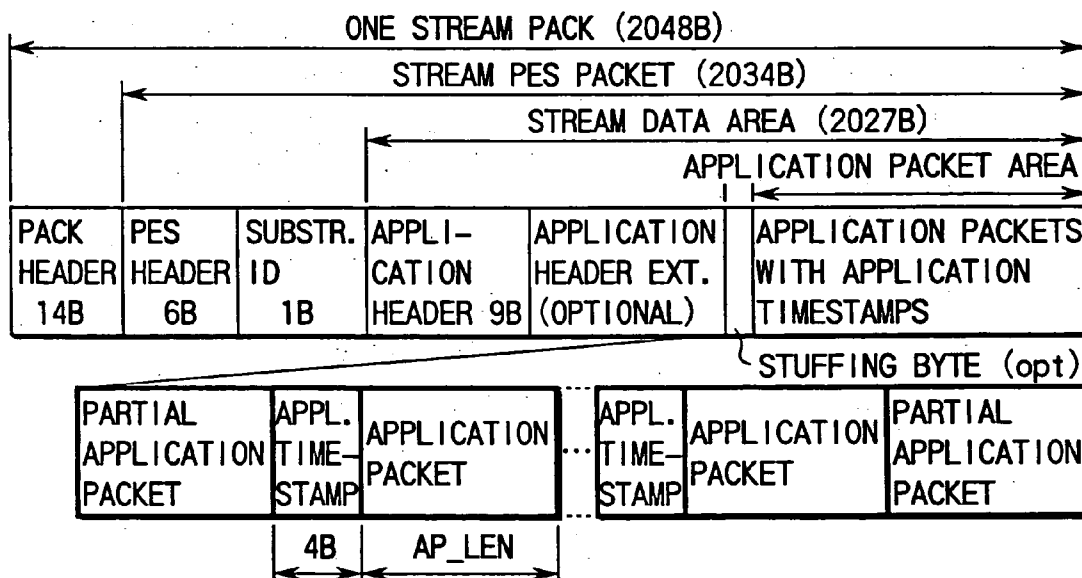 ONE STREAM PACK (2048B)
STREAM PES PACKET (2034B)
STREAM DATA AREA (2027B)
APPLICATION PACKET AREA
PACK
HEADER
14B
PES
HEADER
6B
SUBSTR.
ID
1B
APPLI-
CATION
HEADER 9B
APPLICATION
HEADER EXT.
(OPTIONAL)
APPLICATION PACKETS
WITH APPLICATION
TIMESTAMPS
STUFFING BYTE (opt)
PARTIAL
APPLICATION
PACKET
APPL.
TIME-
STAMP
APPLICATION
PACKET
APPL.
TIME-
STAMP
APPLICATION
PACKET
PARTIAL
APPLICATION
PACKET
4B
AP_LEN